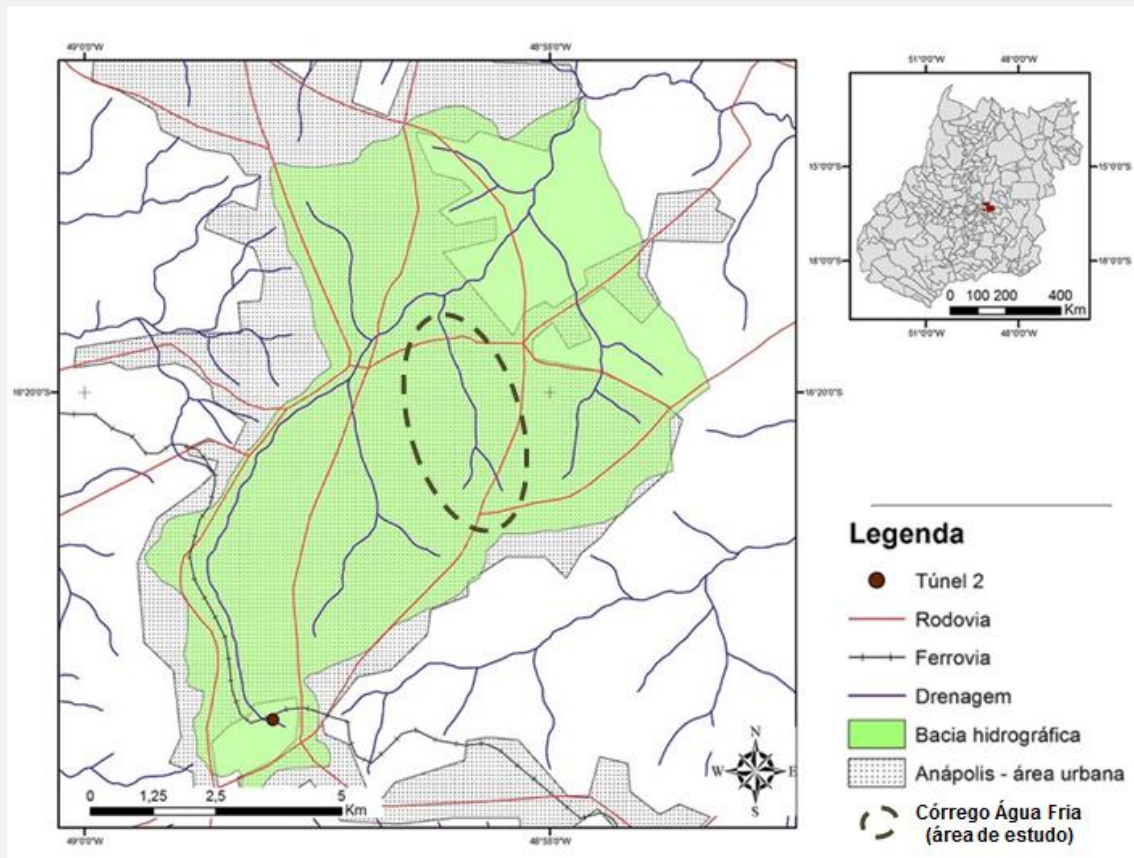 49°0'0"W
48°55'0"W
16°20'0"S
16°20'0"S
49°0'0"W
48°55'0"W
0 1,25 2,5 5
Km
N
W E
S
51°0'0"W
48°0'0"W
15°0'0"S
15°0'0"S
18°0'0"S
18°0'0"S
0 100 200 400
Km
51°0'0"W
48°0'0"W
Legenda
Túnel 2
Rodovia
Ferrovia
Drenagem
Bacia hidrográfica
Anápolis - área urbana
Córrego Água Fria
(área de estudo)